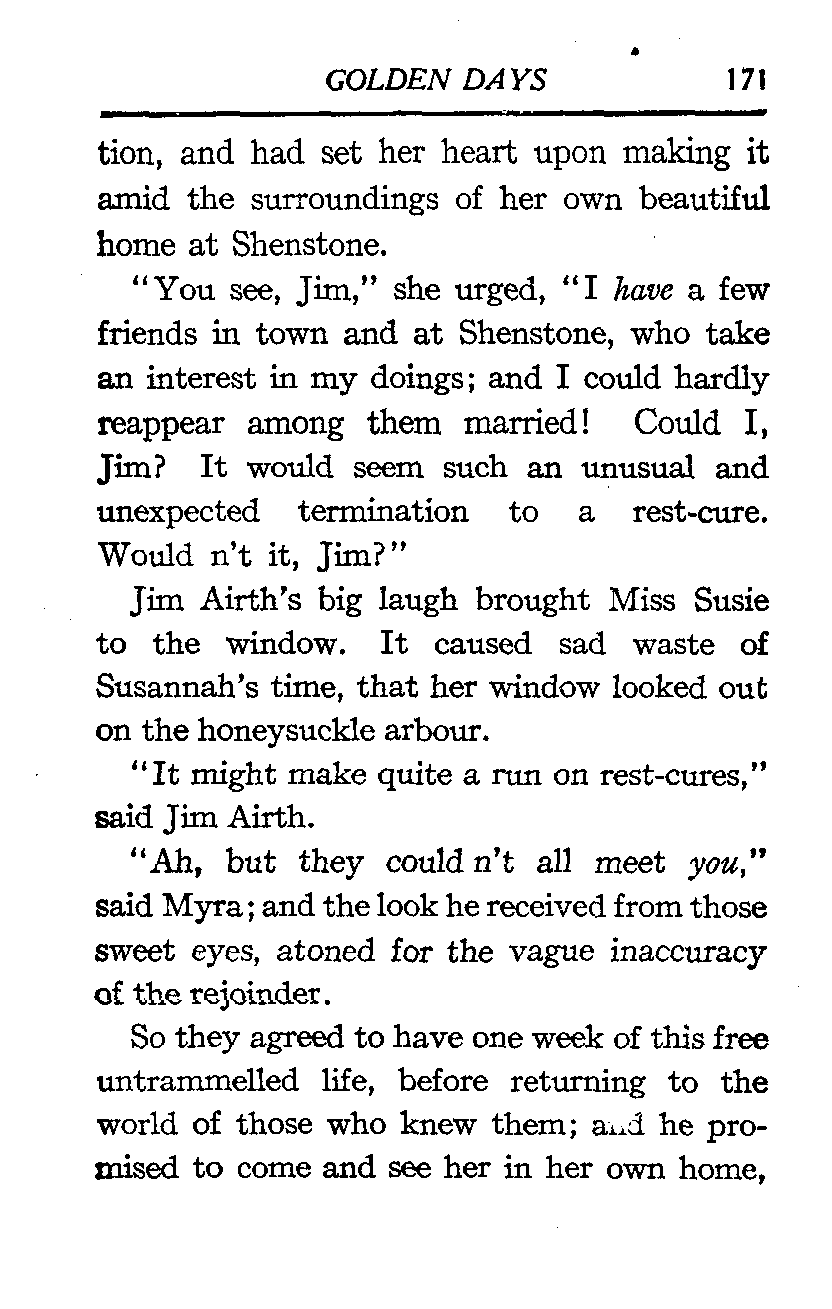 GOLDEN DAYS 171
tion, and had set her heart upon making it
amid the surroundings of her own beautiful
home at Shenstone.
"You see, Jim," she urged, "I have a few
friends in town and at Shenstone, who take
an interest in my doings; and I could hardly
reappear among them married! Could I,
Jim? It would seem such an unusual and
unexpected termination to a rest-cure.
Would n't it, Jim?"
Jim Airth's big laugh brought Miss Susie
to the window. It caused sad waste of
Susannah's time, that her window looked out
on the honeysuckle arbour.
"It might make quite a run on rest-cures,"
said Jim Airth.
"Ah, but they could n't all meet you,"
said Myra; and the look he received from those
sweet eyes, atoned for the vague inaccuracy
of the rejoinder.
So they agreed to have one week of this free
untrammelled life, before returning to the
world of those who knew them; and he pro-
mised to come and see her in her own home,